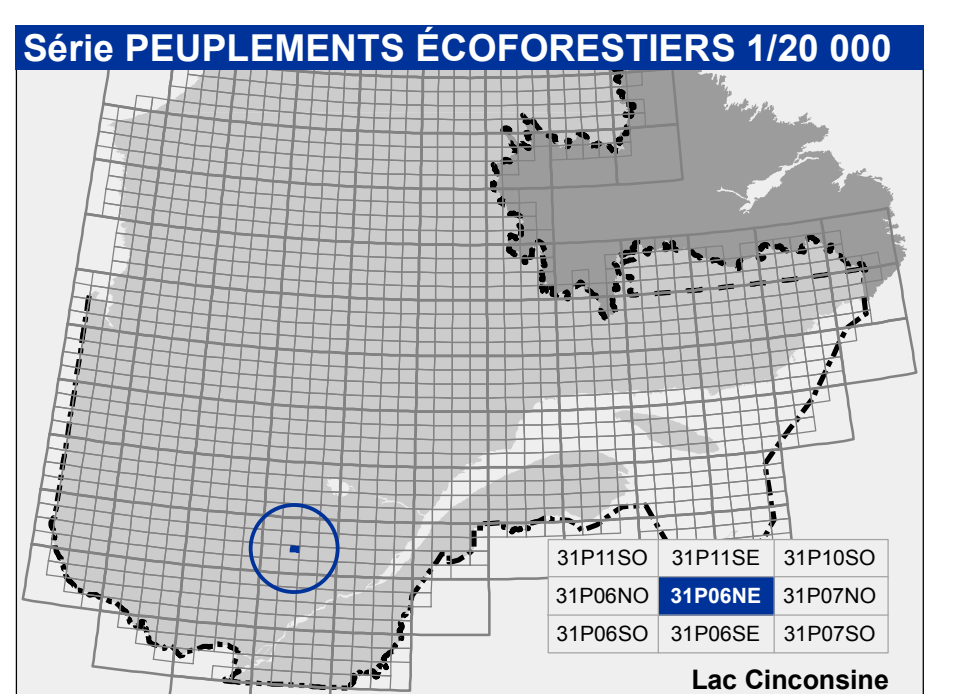 Série PEUPLEMENTS ÉCOFORESTIERS 1/20 000
31P11SO 31P11SE 31P10SO
31P06NO 31P06NE 31P07NO
31P06SO 31P06SE 31P07SO
Lac Cinconsine